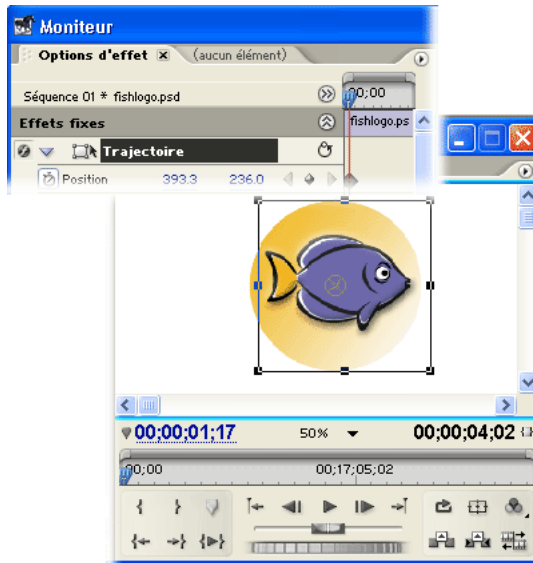 Moniteur
Options d'effet x (aucun élément)
Séquence 01 * fishlogo.psd
00;00
Effets fixes
fishlogo.ps
Trajectoire
Position 393.3 236.0
00;00;01;17 50% 00;00;04;02
00;00 00;17;05;02